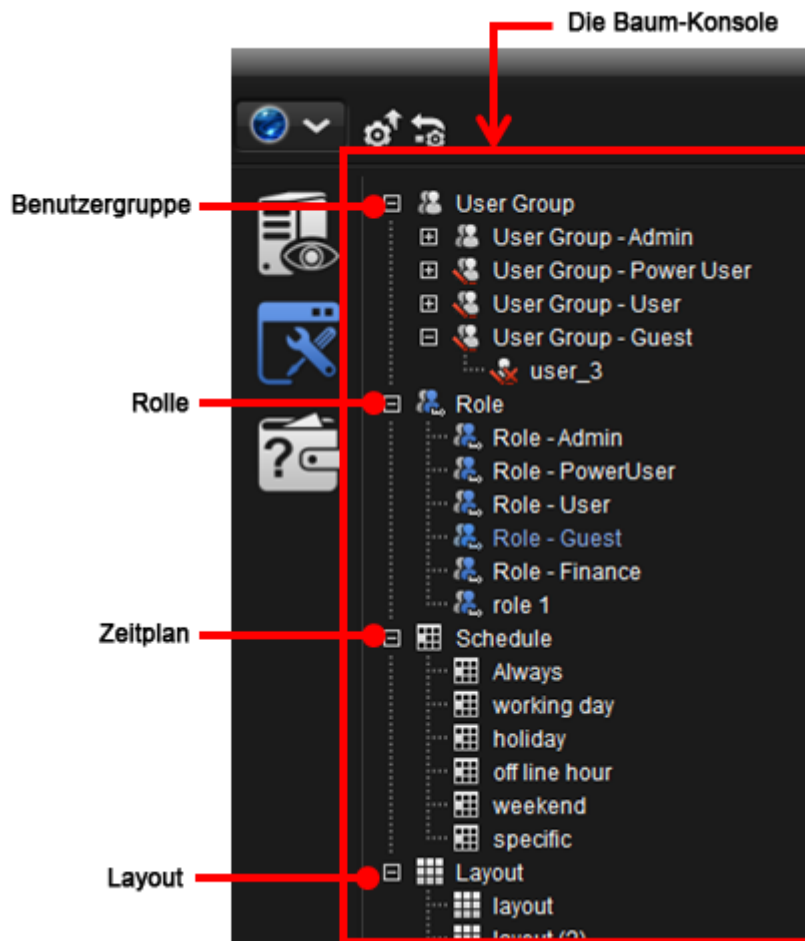 Die Baum-Konsole
Benutzergruppe
User Group
User Group - Admin
User Group - Power User
User Group - User
User Group - Guest
user_3
Rolle
Role
Role - Admin
Role - PowerUser
Role - User
Role - Guest
Role - Finance
role 1
Zeitplan
Schedule
Always
working day
holiday
off line hour
weekend
specific
Layout
Layout
layout
layout (2)